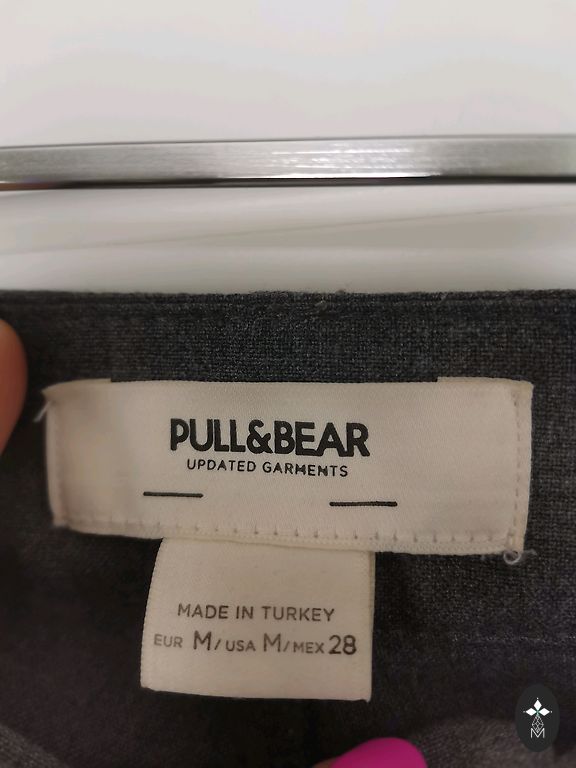 PULL&BEAR
UPDATED GARMENTS
MADE IN TURKEY
EUR M/USA M/MEX 28
M